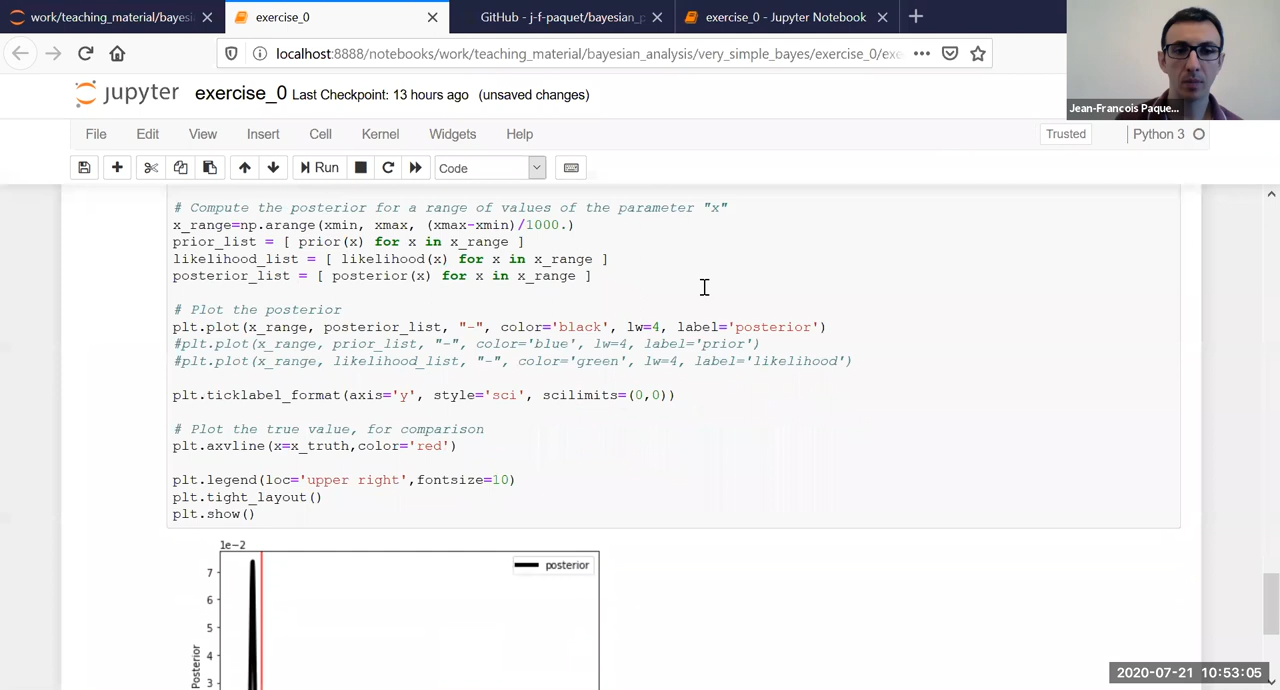 work/teaching_material/bayesi
exercise_0
GitHub - j-f-paquet/bayesian_p
exercise_0 - Jupyter Notebook
localhost:8888/notebooks/work/teaching_material/bayesian_analysis/very_simple_bayes/exercise_0/exe
Jean-Francois Paque...
jupyter exercise_0 Last Checkpoint: 13 hours ago (unsaved changes)
File Edit View Insert Cell Kernel Widgets Help
Trusted
Python 3
Run
Code
# Compute the posterior for a range of values of the parameter "x"
x_range=np.arange(xmin, xmax, (xmax-xmin)/1000.)
prior_list = [ prior(x) for x in x_range ]
likelihood_list = [ likelihood(x) for x in x_range ]
posterior_list = [ posterior(x) for x in x_range ]
# Plot the posterior
plt.plot(x_range, posterior_list, "-", color='black', lw=4, label='posterior')
#plt.plot(x_range, prior_list, "-", color='blue', lw=4, label='prior')
#plt.plot(x_range, likelihood_list, "-", color='green', lw=4, label='likelihood')
plt.ticklabel_format(axis='y', style='sci', scilimits=(0,0))
# Plot the true value, for comparison
plt.axvline(x=x_truth,color='red')
plt.legend(loc='upper right',fontsize=10)
plt.tight_layout()
plt.show()
1e-2
posterior
7
6
5
4
3
Posterior
2020-07-21 10:53:05